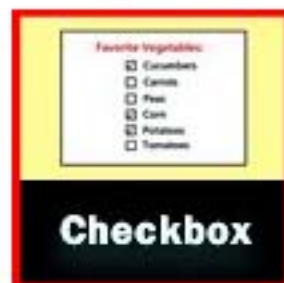 Favorite Vegetables:
Cucumbers
Carrots
Peas
Corn
Potatoes
Tomatoes
Checkbox